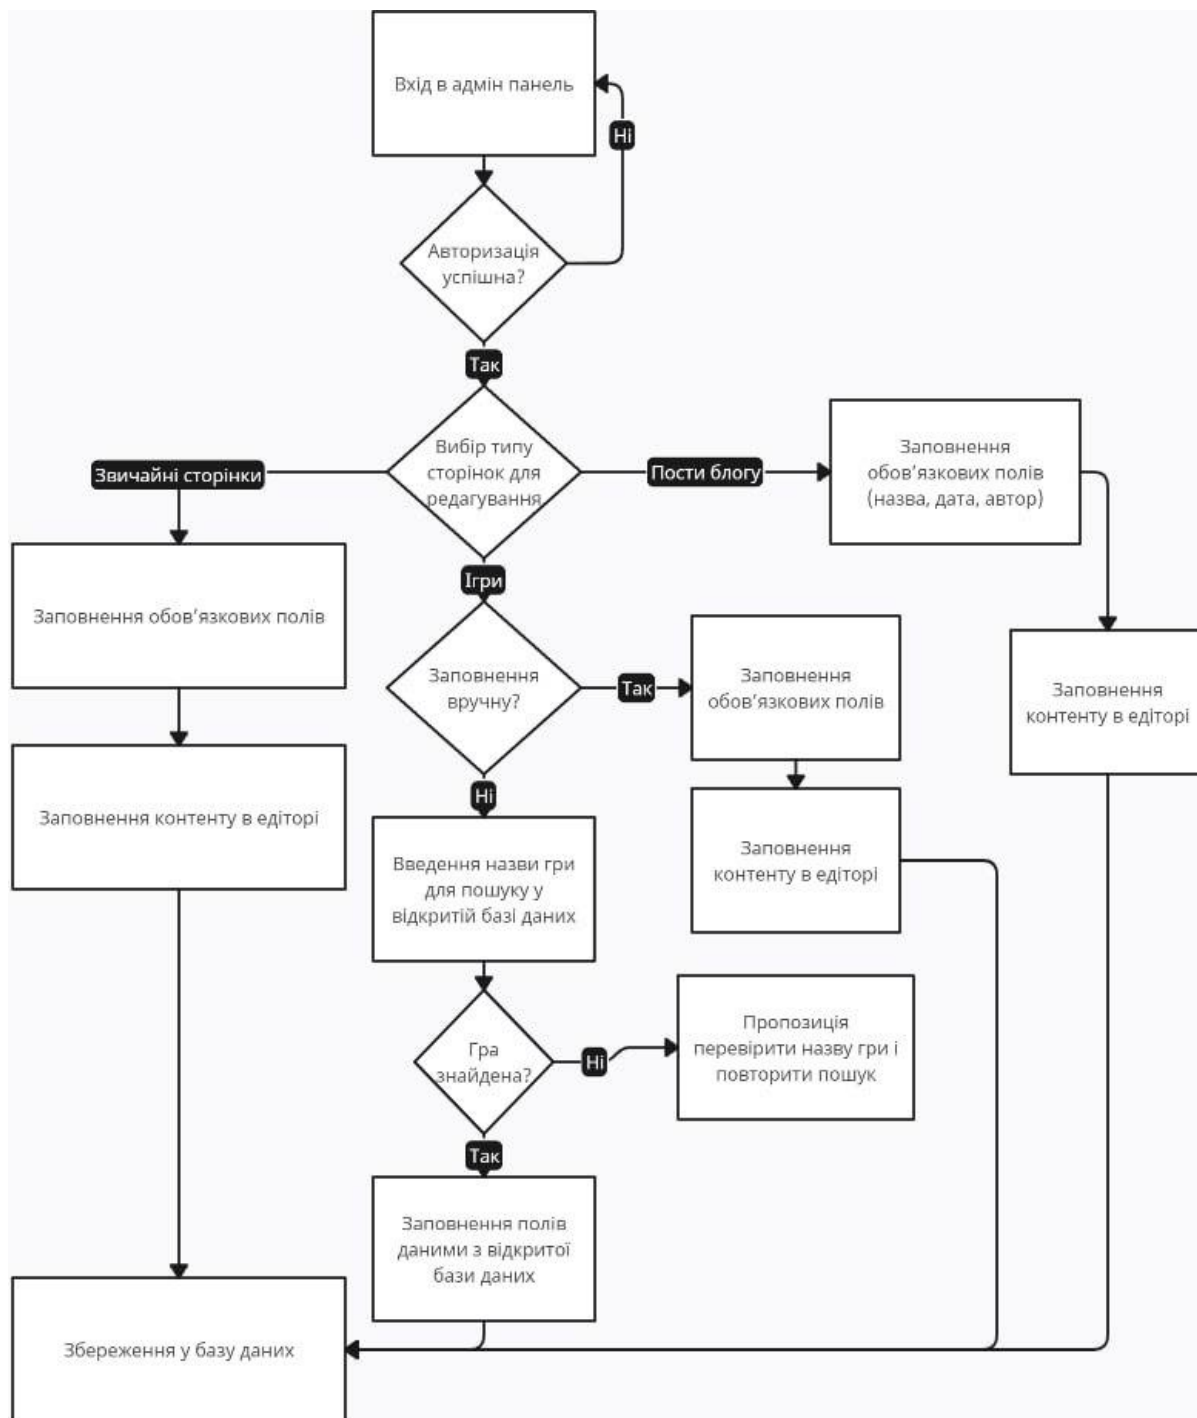 Вхід в адмін панель
Ні
Авторизація
успішна?
Так
Вибір типу
сторінок для
редагування
Звичайні сторінки
Пости блогу
Заповнення
обов’язкових полів
(назва, дата, автор)
Ігри
Заповнення обов’язкових полів
Заповнення
вручну?
Так
Заповнення
обов’язкових полів
Заповнення
контенту в едіторі
Ні
Заповнення контенту в едіторі
Введення назви гри
для пошуку у
відкритій базі даних
Заповнення
контенту в едіторі
Гра
знайдена?
Ні
Пропозиція
перевірити назву гри і
повторити пошук
Так
Заповнення полів
даними з відкритої
бази даних
Збереження у базу даних